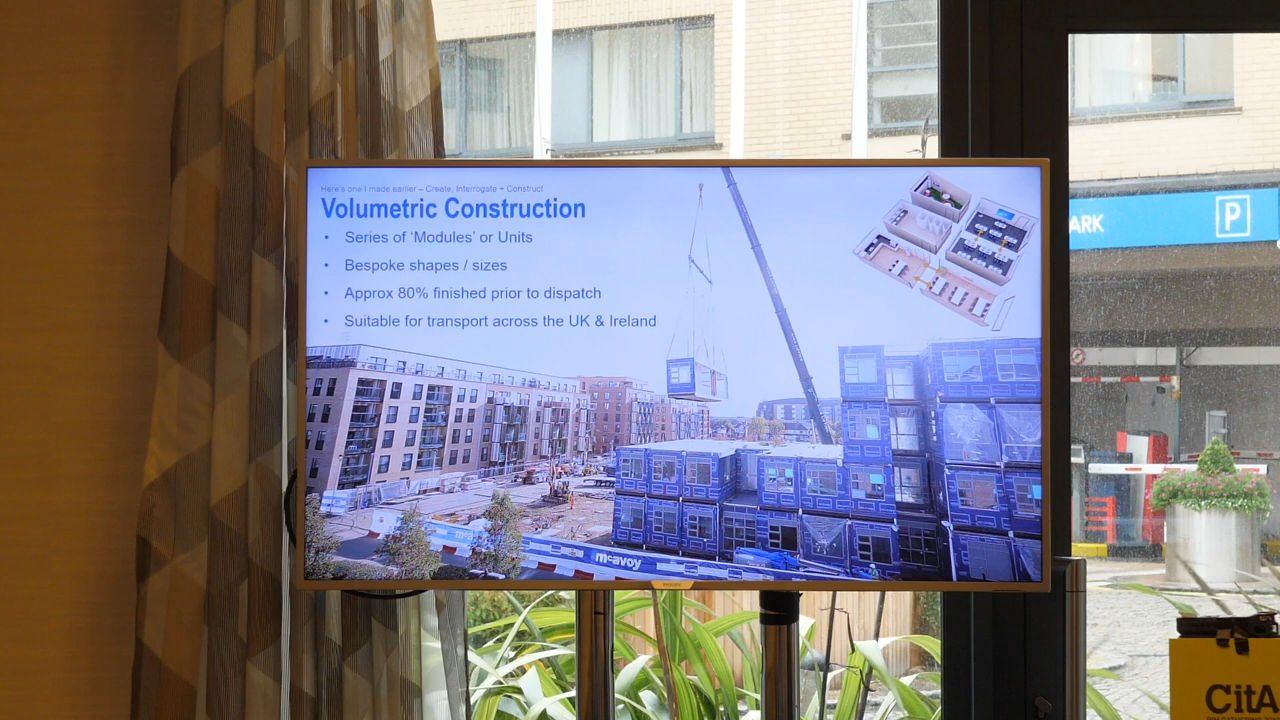 Here's one I made earlier – Create, Interrogate + Construct
Volumetric Construction
• Series of 'Modules' or Units
• Bespoke shapes / sizes
• Approx 80% finished prior to dispatch
• Suitable for transport across the UK & Ireland
mcavoy
PHILIPS
ARK
P
CitA